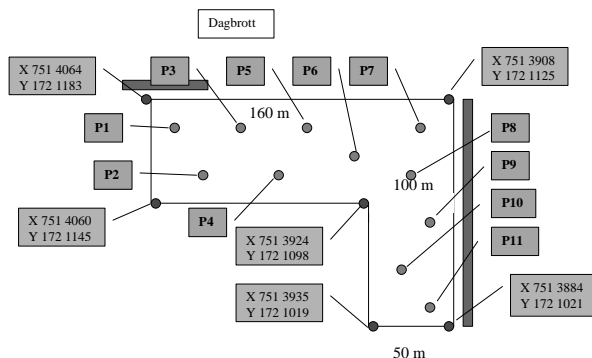 Dagbrott
X 751 4064
Y 172 1183
P3
P5
P6
P7
X 751 3908
Y 172 1125
160 m
P1
P8
P2
P9
100 m
P10
X 751 4060
Y 172 1145
P4
X 751 3924
Y 172 1098
P11
X 751 3935
Y 172 1019
X 751 3884
Y 172 1021
50 m